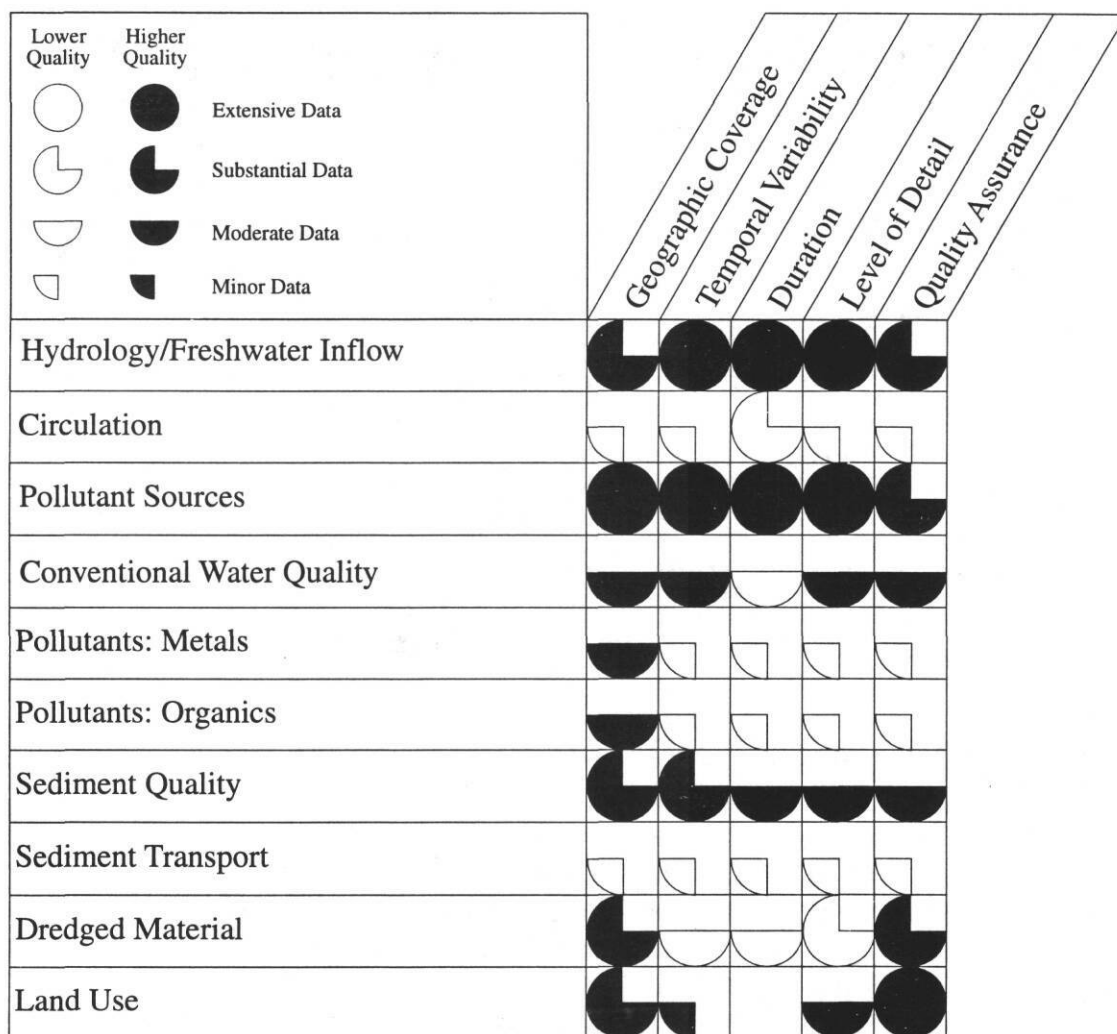 Lower Higher
Quality Quality
Extensive Data
Substantial Data
Moderate Data
Minor Data
Geographic Coverage
Temporal Variability
Duration
Level of Detail
Quality Assurance
Hydrology/Freshwater Inflow
Circulation
Pollutant Sources
Conventional Water Quality
Pollutants: Metals
Pollutants: Organics
Sediment Quality
Sediment Transport
Dredged Material
Land Use